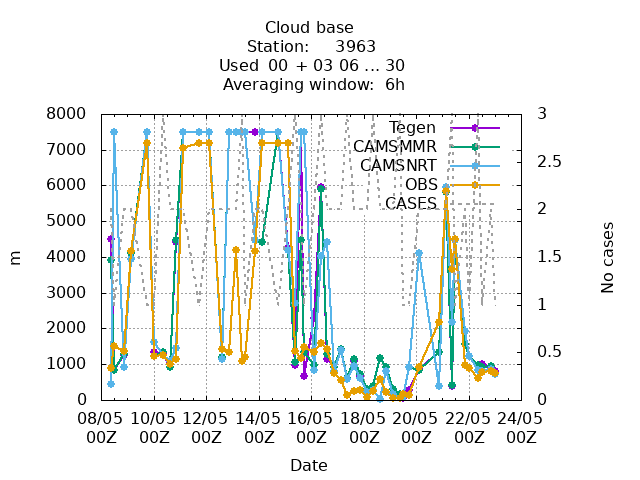 Cloud base
Station: 3963
Used 00 + 03 06 ... 30
Averaging window: 6h
8000
7000
6000
5000
4000
3000
2000
1000
0
m
3
2.5
2
1.5
1
0.5
0
No cases
Tegen
CAMSMMR
CAMSNRT
OBS
CASES
08/05 10/05 12/05 14/05 16/05 18/05 20/05 22/05 24/05
00Z 00Z 00Z 00Z 00Z 00Z 00Z 00Z 00Z
Date